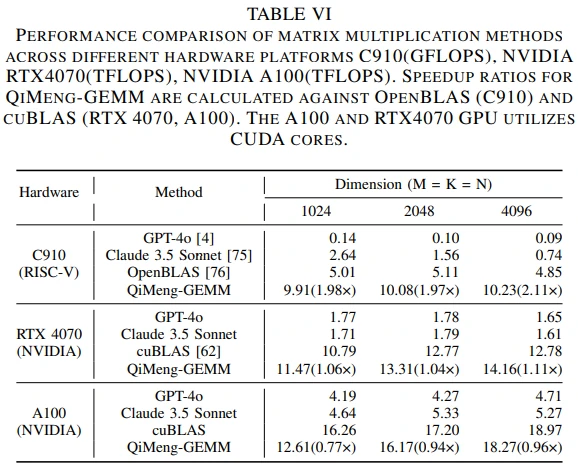 TABLE VI
PERFORMANCE COMPARISON OF MATRIX MULTIPLICATION METHODS
ACROSS DIFFERENT HARDWARE PLATFORMS C910(GFLOPS), NVIDIA
RTX4070(TFLOPS), NVIDIA A100(TFLOPS). SPEEDUP RATIOS FOR
QIMENG-GEMM ARE CALCULATED AGAINST OPENBLAS (C910) AND
CUBLAS (RTX 4070, A100). THE A100 AND RTX4070 GPU UTILIZES
CUDA CORES.
Hardware Method Dimension (M = K = N)
1024 2048 4096
C910 (RISC-V)
GPT-4o [4] 0.14 0.10 0.09
Claude 3.5 Sonnet [75] 2.64 1.56 0.74
OpenBLAS [76] 5.01 5.11 4.85
QiMeng-GEMM 9.91(1.98×) 10.08(1.97×) 10.23(2.11×)
RTX 4070 (NVIDIA)
GPT-4o 1.77 1.78 1.65
Claude 3.5 Sonnet 1.71 1.79 1.61
cuBLAS [62] 10.79 12.77 12.78
QiMeng-GEMM 11.47(1.06×) 13.31(1.04×) 14.16(1.11×)
A100 (NVIDIA)
GPT-4o 4.19 4.27 4.71
Claude 3.5 Sonnet 4.64 5.33 5.27
cuBLAS 16.26 17.20 18.97
QiMeng-GEMM 12.61(0.77×) 16.17(0.94×) 18.27(0.96×)